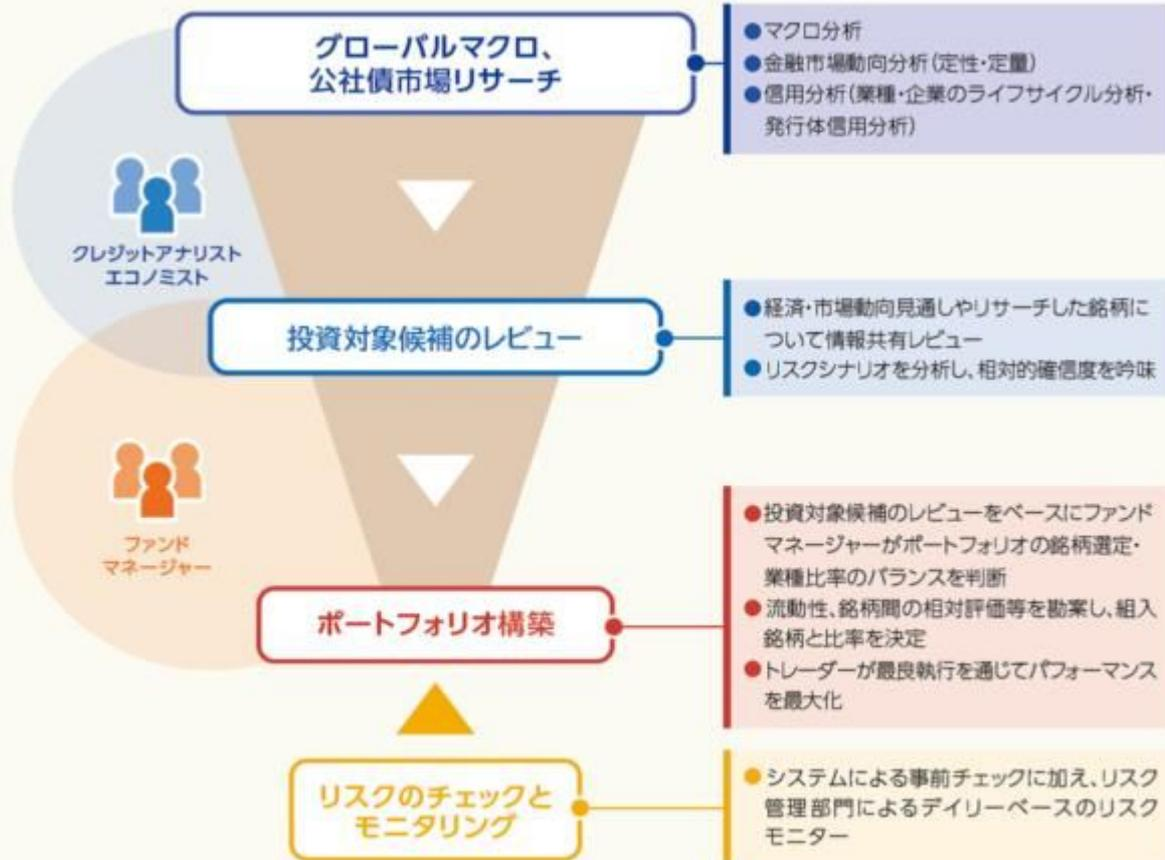 グローバルマクロ、
公社債市場リサーチ
●マクロ分析
●金融市場動向分析(定性・定量)
●信用分析(業種・企業のライフサイクル分析・
発行体信用分析)
クレジットアナリスト
エコノミスト
投資対象候補のレビュー
●経済・市場動向見通しやリサーチした銘柄に
ついて情報共有レビュー
●リスクシナリオを分析し、相対的確信度を吟味
ファンド
マネージャー
ポートフォリオ構築
●投資対象候補のレビューをベースにファンド
マネージャーがポートフォリオの銘柄選定・
業種比率のバランスを判断
●流動性、銘柄間の相対評価等を勘案し、組入
銘柄と比率を決定
●トレーダーが最良執行を通じてパフォーマンス
を最大化
リスクのチェックと
モニタリング
●システムによる事前チェックに加え、リスク
管理部門によるデイリーベースのリスク
モニター